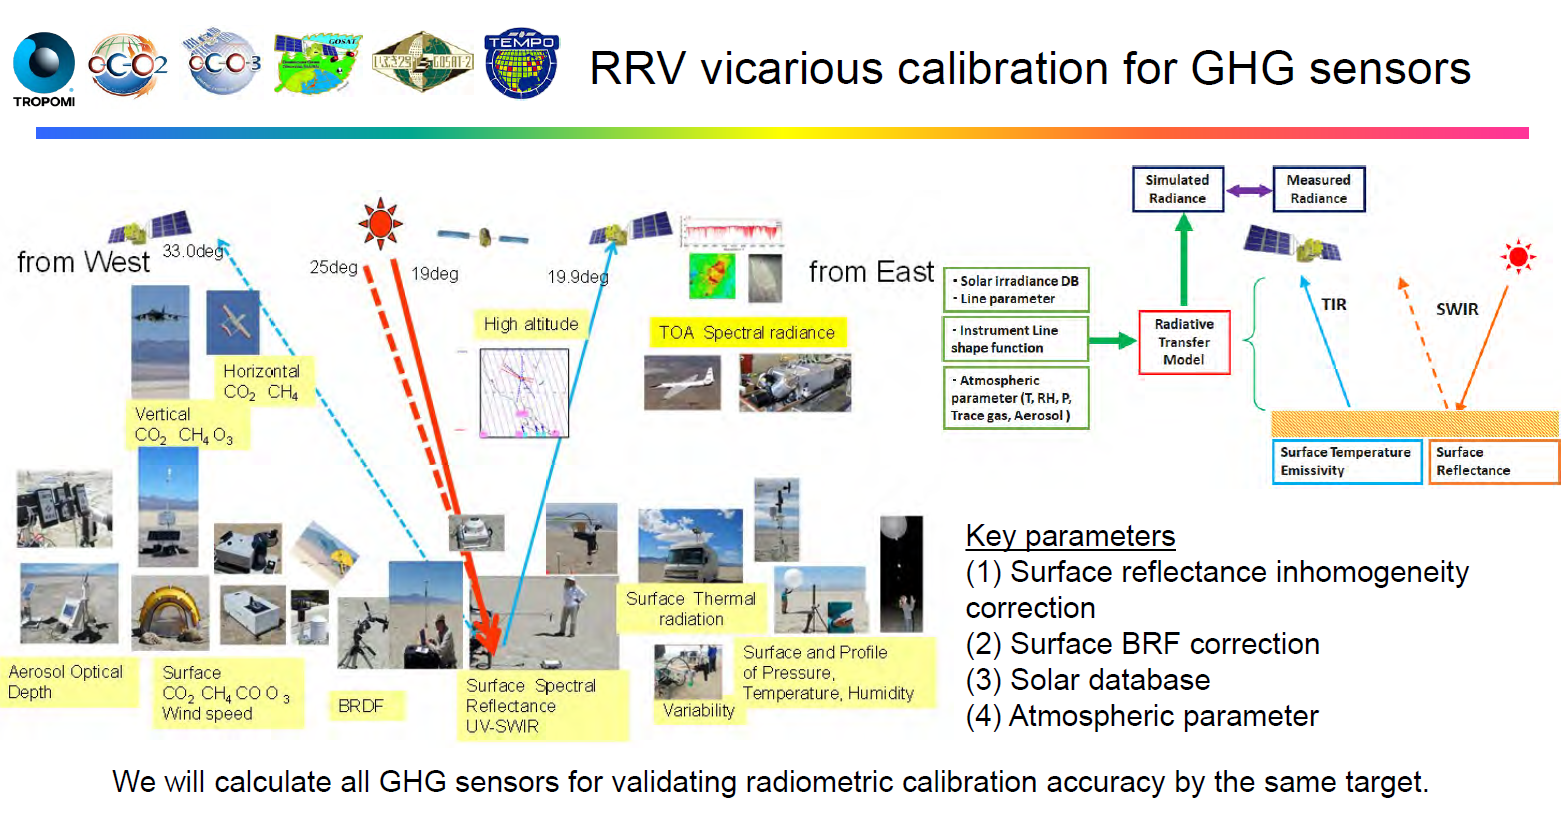 TROPOMI
OCO2
OCO-3
GOSAT
GOSAT-2
TEMPO
RRV vicarious calibration for GHG sensors
from West
33.0deg
25deg
19deg
19.9deg
from East
High altitude
TOA Spectral radiance
Horizontal
CO2 CH4
Vertical
CO2 CH4 O3
Aerosol Optical
Depth
Surface
CO2 CH4 CO O3
Wind speed
BRDF
Surface Spectral
Reflectance
UV-SWIR
Surface Thermal
radiation
Variability
Surface and Profile
of Pressure,
Temperature, Humidity
Simulated
Radiance
Measured
Radiance
- Solar irradiance DB
- Line parameter
- Instrument Line
shape function
- Atmospheric
parameter (T, RH, P,
Trace gas, Aerosol )
Radiative
Transfer
Model
TIR
SWIR
Surface Temperature
Emissivity
Surface
Reflectance
Key parameters
(1) Surface reflectance inhomogeneity
correction
(2) Surface BRF correction
(3) Solar database
(4) Atmospheric parameter
We will calculate all GHG sensors for validating radiometric calibration accuracy by the same target.